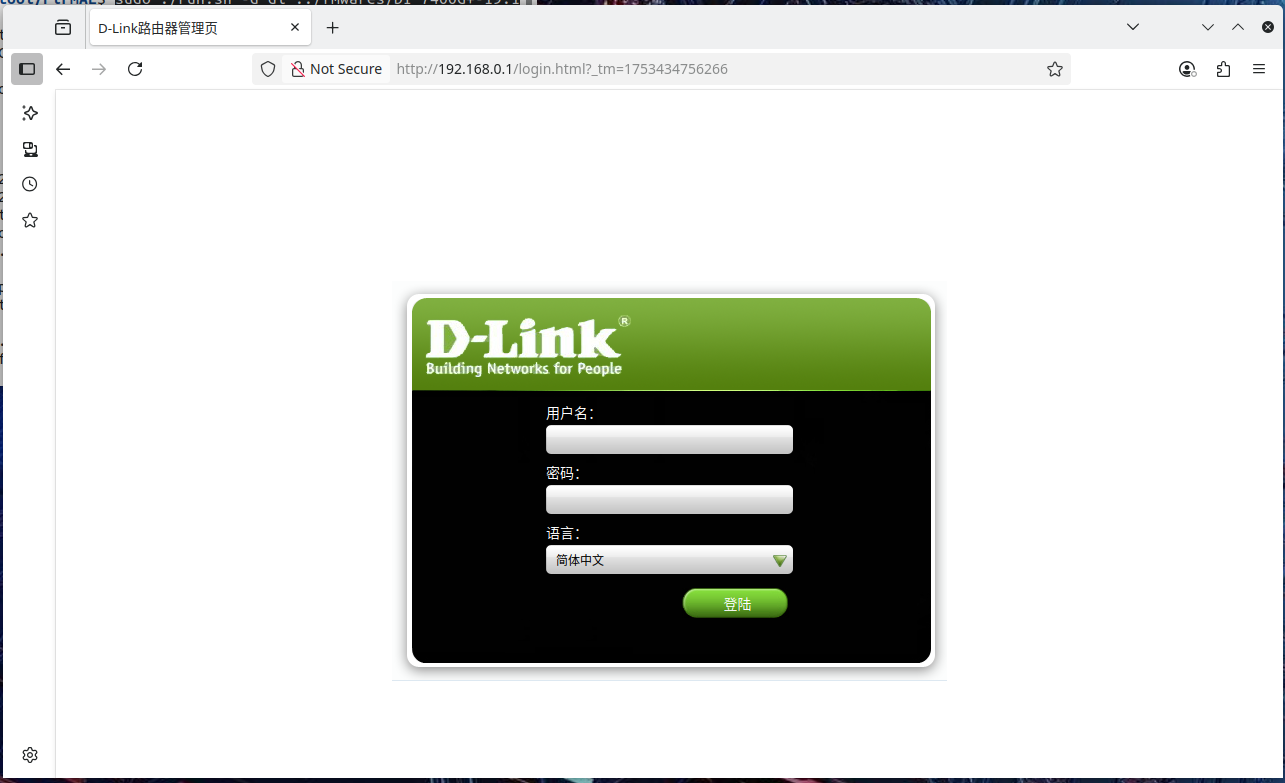 D-Link路由器管理页
Not Secure
http://192.168.0.1/login.html?_tm=1753434756266
D-Link®
Building Networks for People
用户名：
密码：
语言：
简体中文
登陆